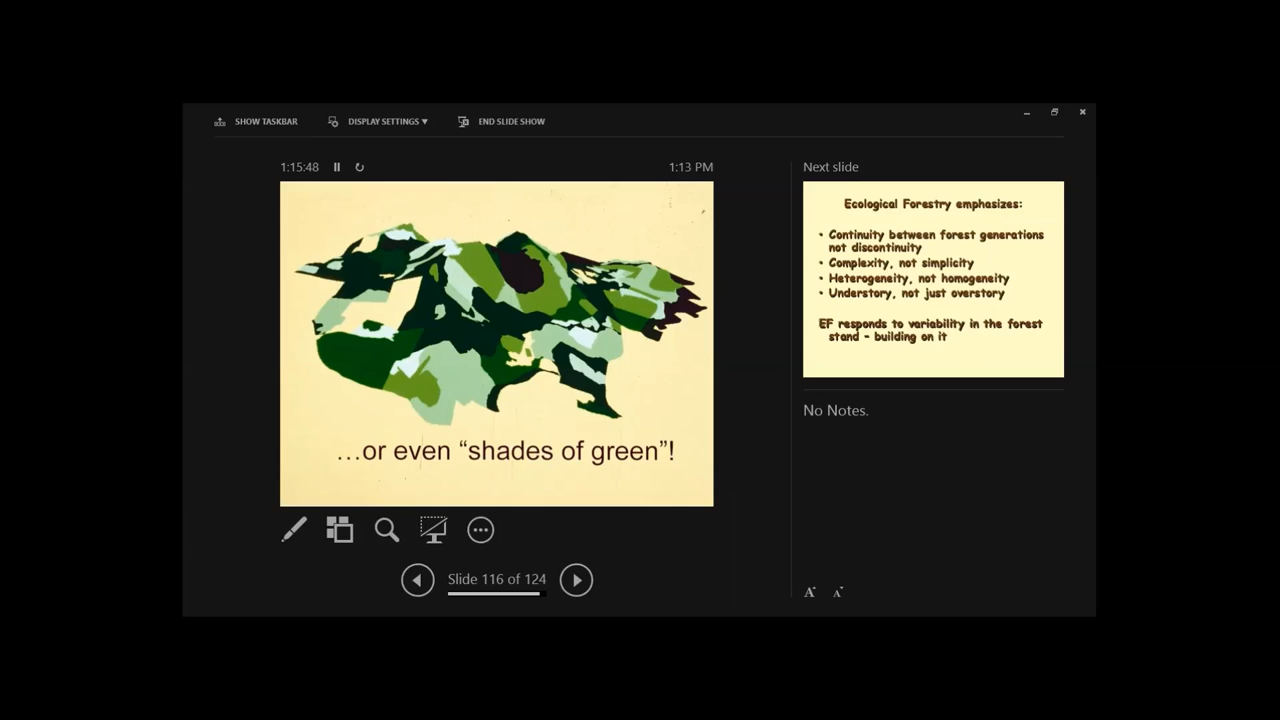 SHOW TASKBAR
DISPLAY SETTINGS ▼
END SLIDE SHOW
1:15:48
1:13 PM
…or even “shades of green”!
Slide 116 of 124
Next slide
Ecological Forestry emphasizes:
• Continuity between forest generations
not discontinuity
• Complexity, not simplicity
• Heterogeneity, not homogeneity
• Understory, not just overstory
EF responds to variability in the forest
stand - building on it
No Notes.
A
A